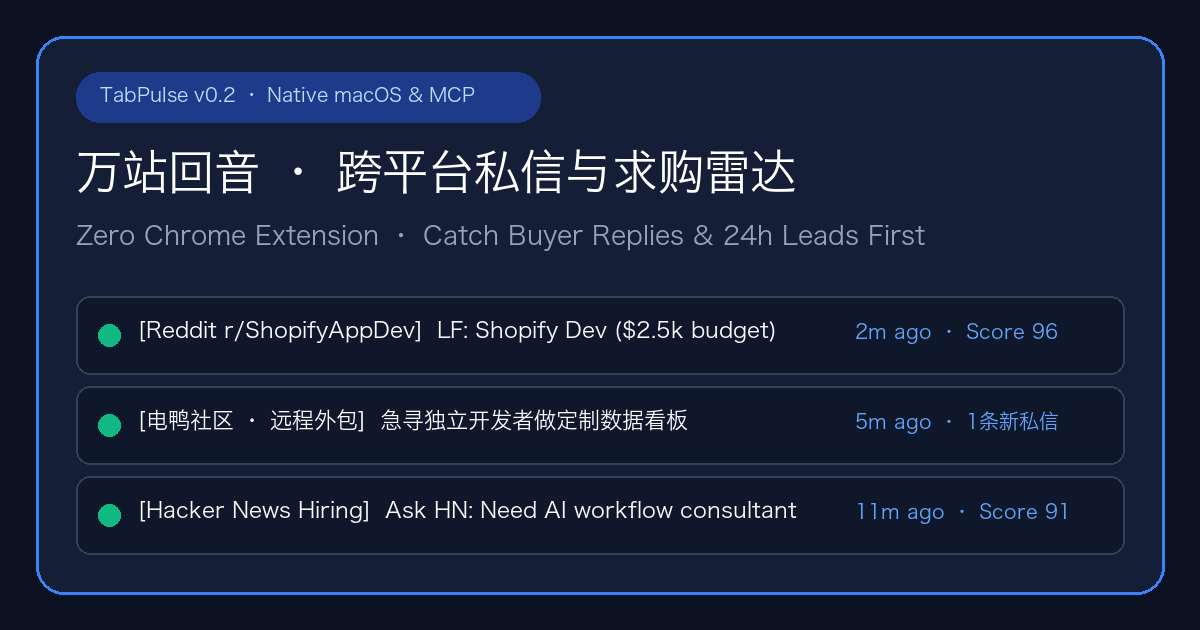 TabPulse v0.2 · Native macOS & MCP
万站回音 · 跨平台私信与求购雷达
Zero Chrome Extension · Catch Buyer Replies & 24h Leads First
[Reddit r/ShopifyAppDev] LF: Shopify Dev ($2.5k budget) 2m ago · Score 96
[电鸭社区 · 远程外包] 急寻独立开发者做定制数据看板 5m ago · 1条新私信
[Hacker News Hiring] Ask HN: Need AI workflow consultant 11m ago · Score 91